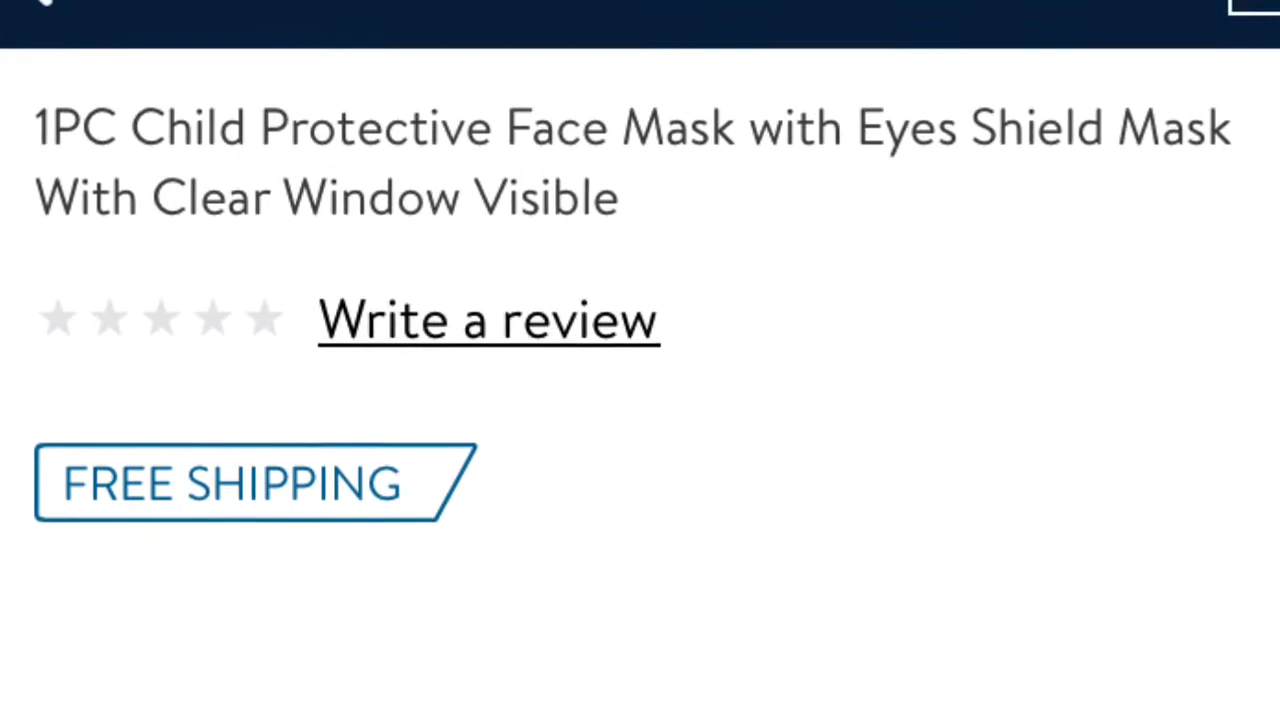 1PC Child Protective Face Mask with Eyes Shield Mask
With Clear Window Visible
Write a review
FREE SHIPPING